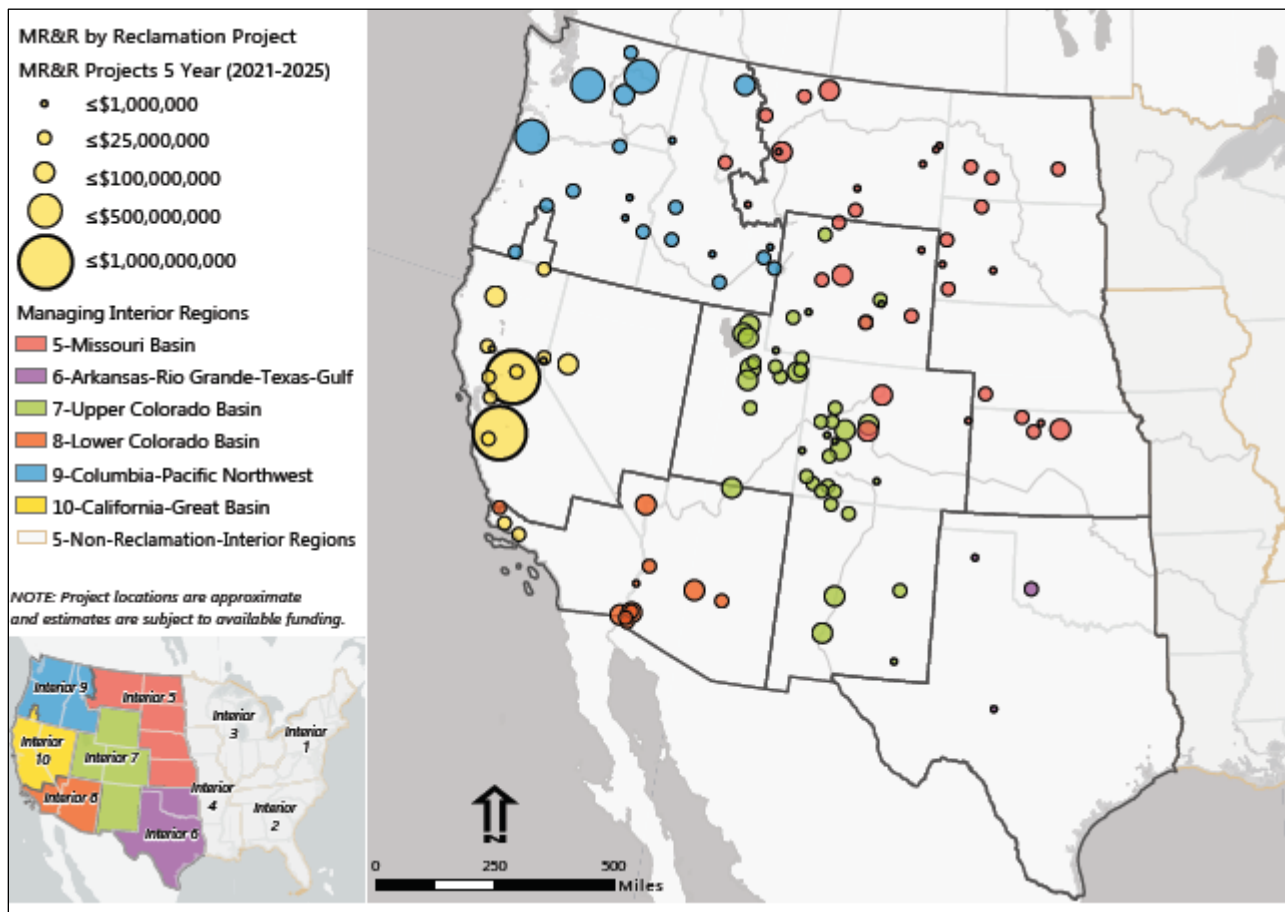 MR&R by Reclamation Project
MR&R Projects 5 Year (2021-2025)
≤$1,000,000
≤$25,000,000
≤$100,000,000
≤$500,000,000
≤$1,000,000,000
Managing Interior Regions
5-Missouri Basin
6-Arkansas-Rio Grande-Texas-Gulf
7-Upper Colorado Basin
8-Lower Colorado Basin
9-Columbia-Pacific Northwest
10-California-Great Basin
5-Non-Reclamation-Interior Regions
NOTE: Project locations are approximate
and estimates are subject to available funding.
Interior 9
Interior 5
Interior
3
Interior
1
Interior
10
Interior 7
Interior 8
Interior
4
Interior
2
Interior 6
N
0 250 500
Miles